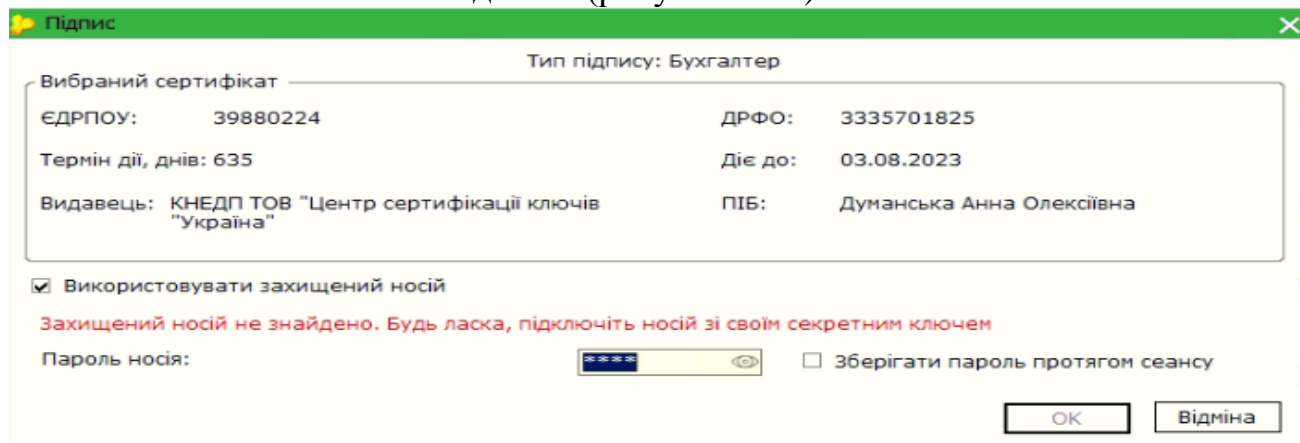 Підпис
Тип підпису: Бухгалтер
Вибраний сертифікат
ЄДРПОУ: 39880224 ДРФО: 3335701825
Термін дії, днів: 635 Діє до: 03.08.2023
Видавець: КНЕДП ТОВ "Центр сертифікації ключів ПІБ: Думанська Анна Олексіївна
"Україна"
Використовувати захищений носій
Захищений носій не знайдено. Будь ласка, підключіть носій зі своїм секретним ключем
Пароль носія: **** Зберігати пароль протягом сеансу
OK Відміна